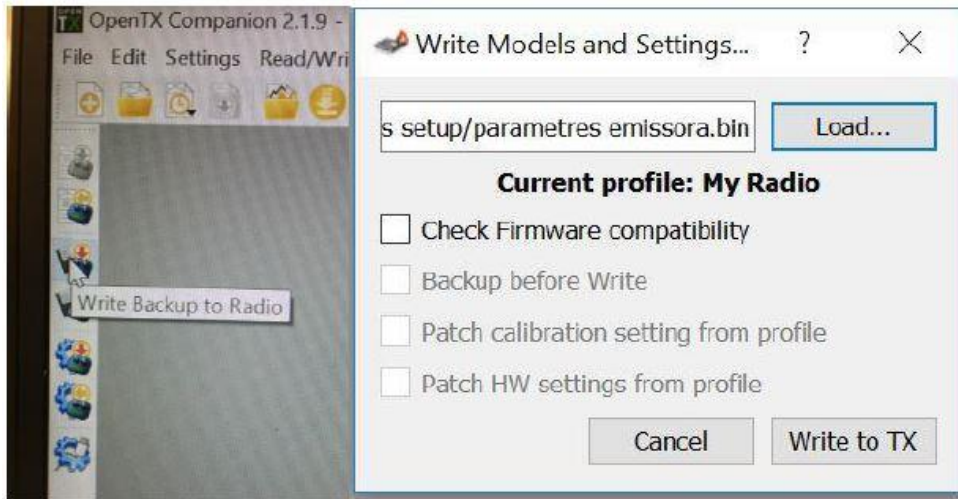 OPEN
TX
OpenTX Companion 2.1.9 -
File Edit Settings Read/Wri
Write Backup to Radio
Write Models and Settings... ? ×
s setup/parametres emissora.bin Load...
Current profile: My Radio
Check Firmware compatibility
Backup before Write
Patch calibration setting from profile
Patch HW settings from profile
Cancel Write to TX